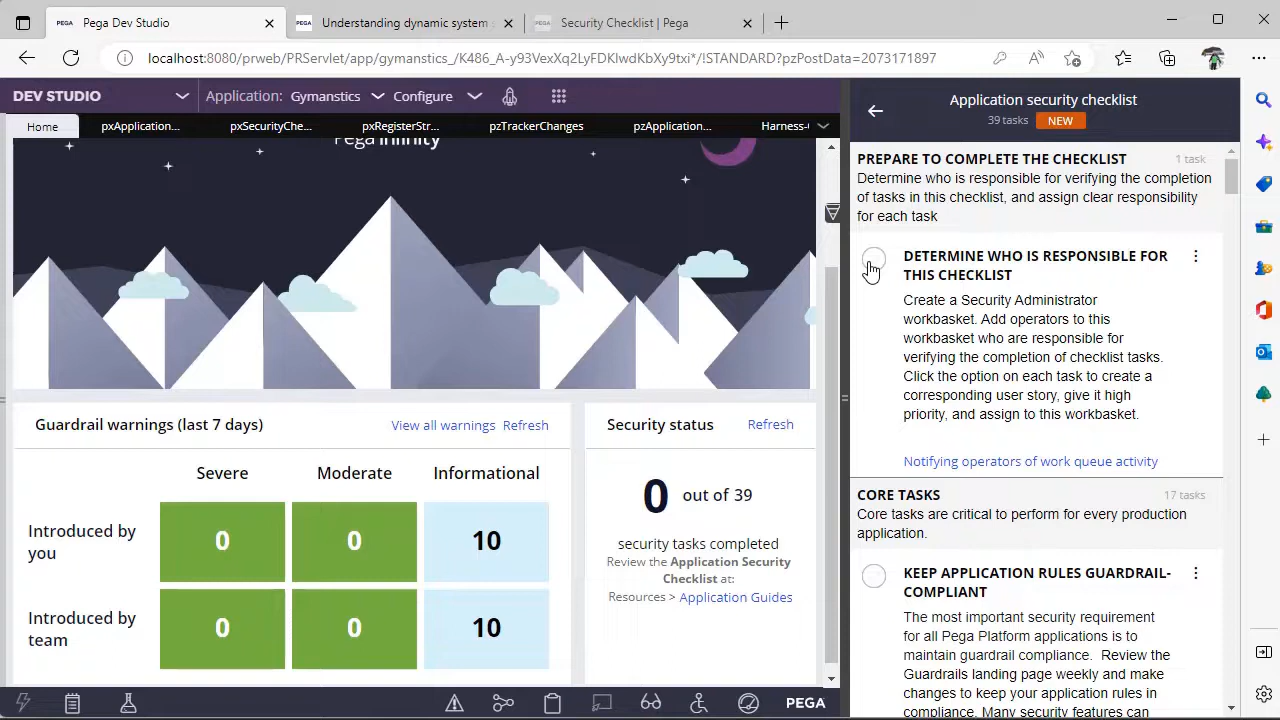 Pega Dev Studio
Understanding dynamic system
Security Checklist | Pega
localhost:8080/prweb/PRServlet/app/gymanstics_/K486_A7o93VexXq2LyFDKlwdKbXy9txi*/!STANDARD?pzPostData=2073171897
DEV STUDIO
Application: Gymanstics
Configure
Home
pxApplication...
pxSecurityChe...
pxRegisterStr...
pzTrackerChanges
pzApplication...
Harness-
Pega Infinity
Guardrail warnings (last 7 days)
View all warnings Refresh
Severe Moderate Informational
Introduced by you
0 0 10
Introduced by team
0 0 10
Security status
Refresh
0 out of 39
security tasks completed
Review the Application Security
Checklist at:
Resources > Application Guides
PEGA
Application security checklist
39 tasks NEW
PREPARE TO COMPLETE THE CHECKLIST 1 task
Determine who is responsible for verifying the completion
of tasks in this checklist, and assign clear responsibility
for each task
DETERMINE WHO IS RESPONSIBLE FOR
THIS CHECKLIST
Create a Security Administrator
workbasket. Add operators to this
workbasket who are responsible for
verifying the completion of checklist tasks.
Click the option on each task to create a
corresponding user story, give it high
priority, and assign to this workbasket.
Notifying operators of work queue activity
CORE TASKS 17 tasks
Core tasks are critical to perform for every production
application.
KEEP APPLICATION RULES GUARDRAIL-
COMPLIANT
The most important security requirement
for all Pega Platform applications is to
maintain guardrail compliance. Review the
Guardrails landing page weekly and make
changes to keep your application rules in
compliance. Many security features can